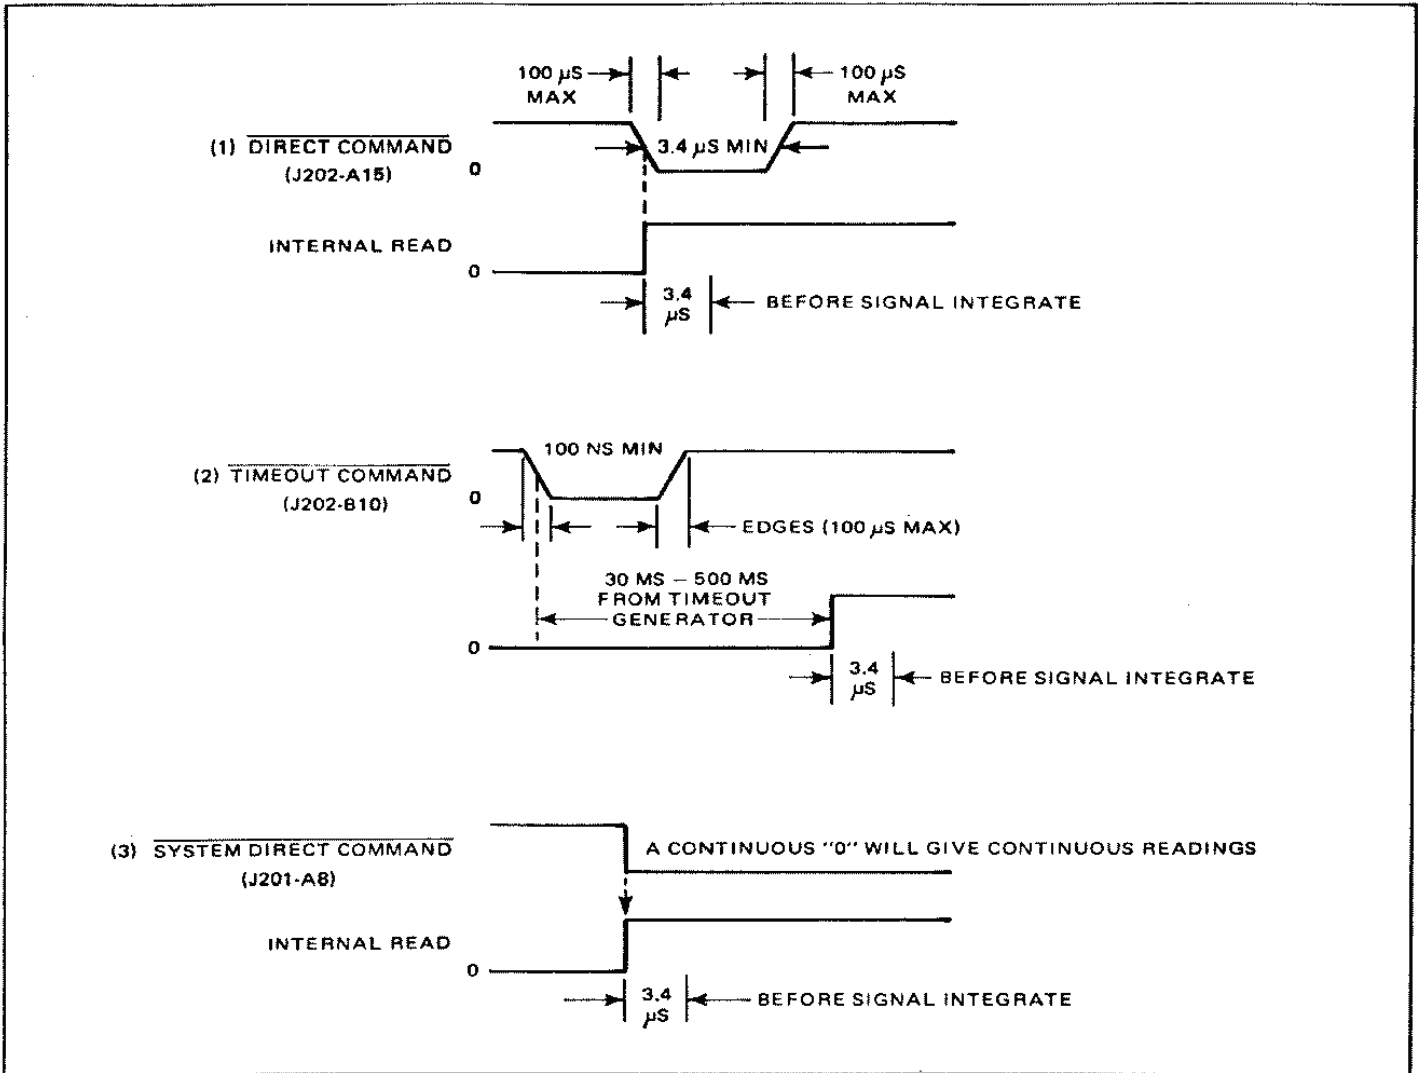 100 µS
MAX
100 µS
MAX
(1) DIRECT COMMAND
(J202-A15)
0
3.4 µS MIN
INTERNAL READ
0
3.4
µS
BEFORE SIGNAL INTEGRATE
100 NS MIN
(2) TIMEOUT COMMAND
(J202-B10)
0
EDGES (100 µS MAX)
30 MS – 500 MS
FROM TIMEOUT
GENERATOR
0
3.4
µS
BEFORE SIGNAL INTEGRATE
(3) SYSTEM DIRECT COMMAND
(J201-A8)
A CONTINUOUS "0" WILL GIVE CONTINUOUS READINGS
INTERNAL READ
0
3.4
µS
BEFORE SIGNAL INTEGRATE